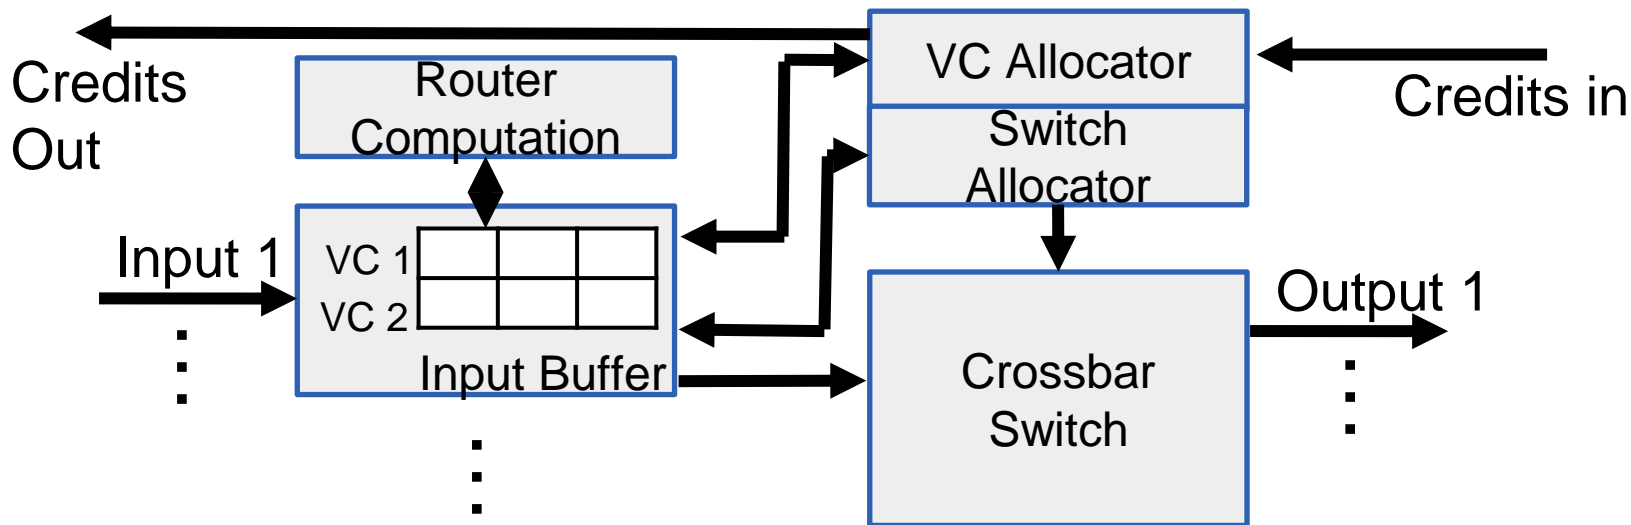 Credits
Out
Router
Computation
VC Allocator
Credits in
Switch
Allocator
Input 1
VC 1
VC 2
Input Buffer
Crossbar
Switch
Output 1